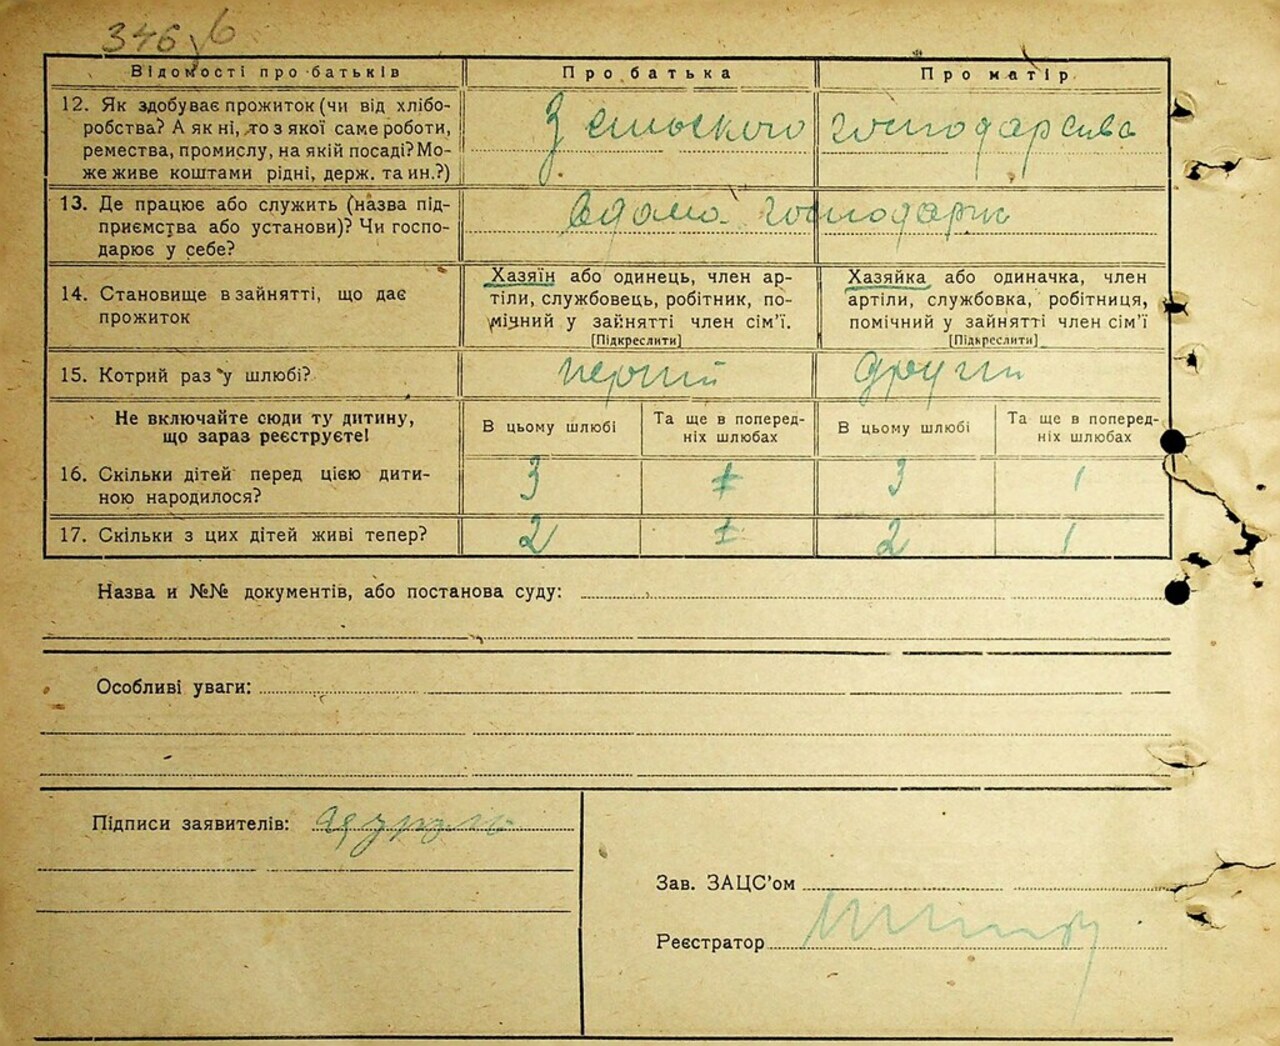 346
Відомості про батьків Про батька Про матір
12. Як здобуває прожиток (чи від хлібо-
робства? А як ні, то з якої саме роботи,
ремества, промислу, на якій посаді? Мо-
же живе коштами рідні, держ. та ин.?)
З сільского господарства
13. Де працює або служить (назва під-
приємства або установи)? Чи госпо-
дарює у себе?
вдома господарює
14. Становище в зайнятті, що дає
прожиток
Хазяїн або одинець, член ар-
тіли, службовець, робітник, по-
мічний у зайнятті член сім'ї.
[Підкреслити]
Хазяйка або одиначка, член
артіли, службовка, робітниця,
помічний у зайнятті член сім'ї
[Підкреслити]
15. Котрий раз у шлюбі? перший другий
Не включайте сюди ту дитину,
що зараз реєструєте!
В цьому шлюбі
Та ще в поперед-
ніх шлюбах
В цьому шлюбі
Та ще в поперед-
ніх шлюбах
16. Скільки дітей перед цією дити-
ною народилося?
3 3 1
17. Скільки з цих дітей живі тепер? 2 2 1
Назва и №№ документів, або постанова суду:
Особливі уваги:
Підписи заявителів:
Зав. ЗАЦС'ом
Реєстратор